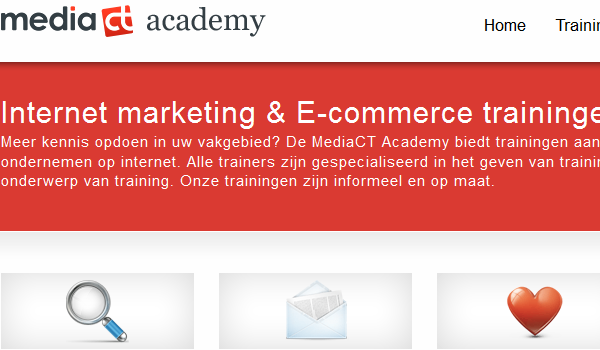 mediact academy
Home Trainin
Internet marketing & E-commerce traininge
Meer kennis opdoen in uw vakgebied? De MediaCT Academy biedt trainingen aan
ondernemen op internet. Alle trainers zijn gespecialiseerd in het geven van trainin
onderwerp van training. Onze trainingen zijn informeel en op maat.